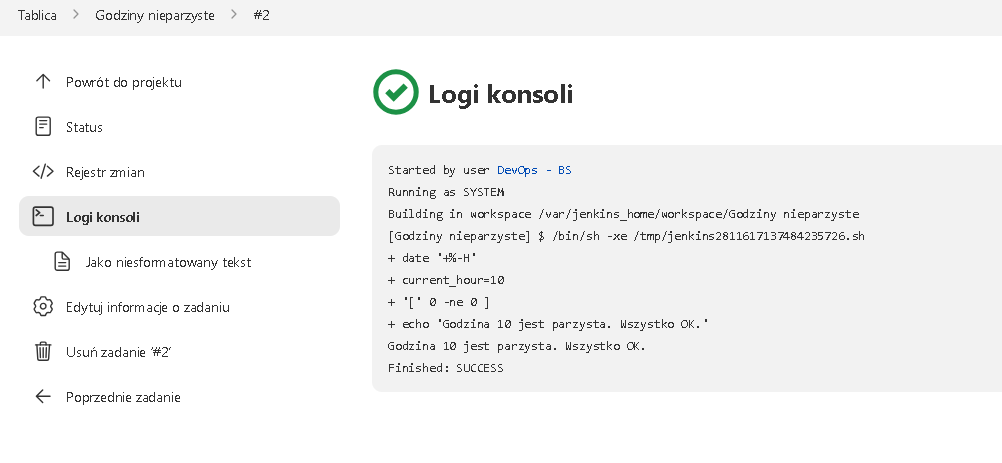 Tablica > Godziny nieparzyste > #2
Powrót do projektu
Status
Rejestr zmian
Logi konsoli
Jako niesformatowany tekst
Edytuj informacje o zadaniu
Usuń zadanie ‘#2’
Poprzednie zadanie
Logi konsoli
Started by user DevOps - BS
Running as SYSTEM
Building in workspace /var/jenkins_home/workspace/Godziny nieparzyste
[Godziny nieparzyste] $ /bin/sh -xe /tmp/jenkins2811617137484235726.sh
+ date '+%-H'
+ current_hour=10
+ '[' 0 -ne 0 ]
+ echo 'Godzina 10 jest parzysta. Wszystko OK.'
Godzina 10 jest parzysta. Wszystko OK.
Finished: SUCCESS